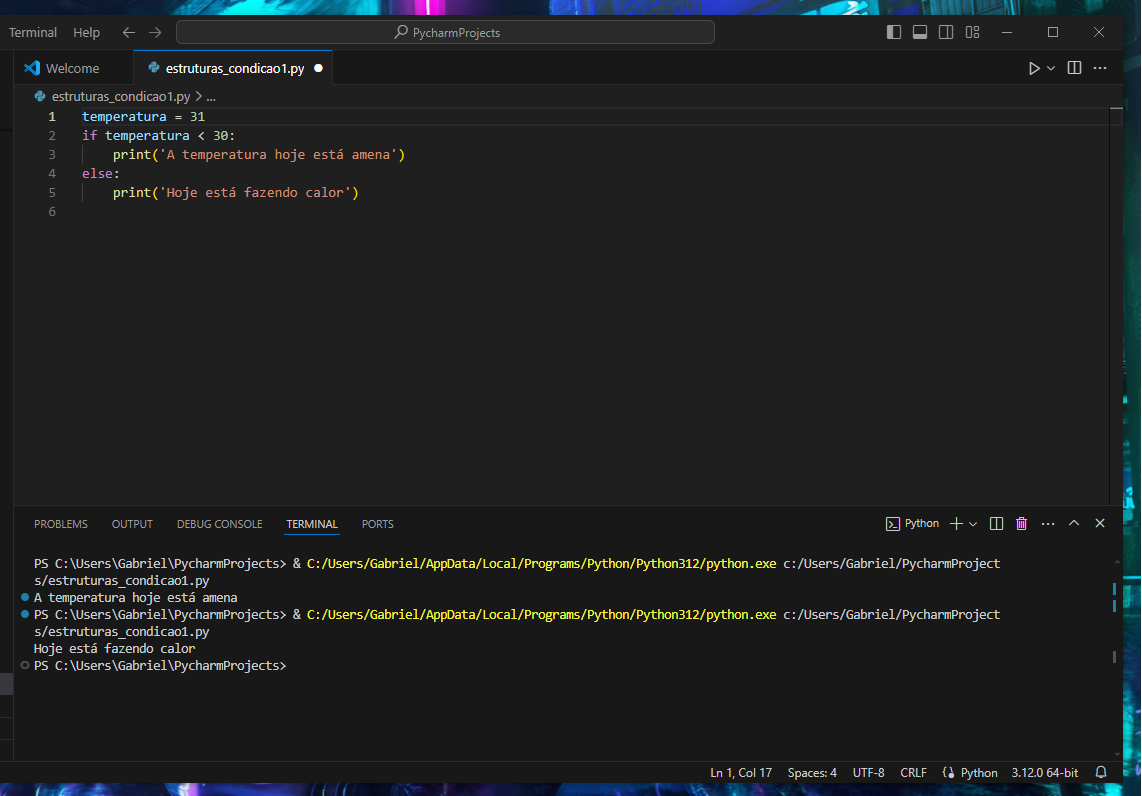 Terminal Help PycharmProjects
Welcome estruturas_condicao1.py
estruturas_condicao1.py > ...
1 temperatura = 31
2 if temperatura < 30:
3 print('A temperatura hoje está amena')
4 else:
5 print('Hoje está fazendo calor')
6
PROBLEMS OUTPUT DEBUG CONSOLE TERMINAL PORTS Python
PS C:\Users\Gabriel\PycharmProjects> & C:/Users/Gabriel/AppData/Local/Programs/Python/Python312/python.exe c:/Users/Gabriel/PycharmProject
s/estruturas_condicao1.py
A temperatura hoje está amena
PS C:\Users\Gabriel\PycharmProjects> & C:/Users/Gabriel/AppData/Local/Programs/Python/Python312/python.exe c:/Users/Gabriel/PycharmProject
s/estruturas_condicao1.py
Hoje está fazendo calor
PS C:\Users\Gabriel\PycharmProjects>
Ln 1, Col 17 Spaces: 4 UTF-8 CRLF Python 3.12.0 64-bit